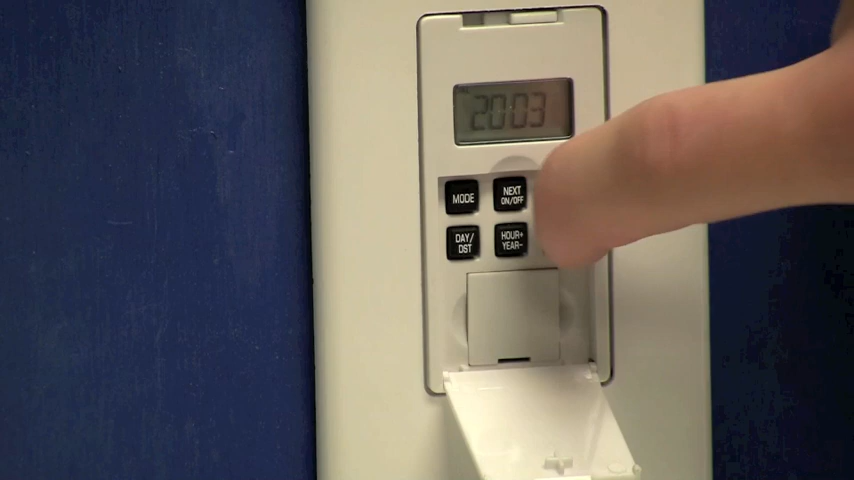 2003
MODE
NEXT
ON/OFF
DAY/
DST
HOUR+
YEAR-